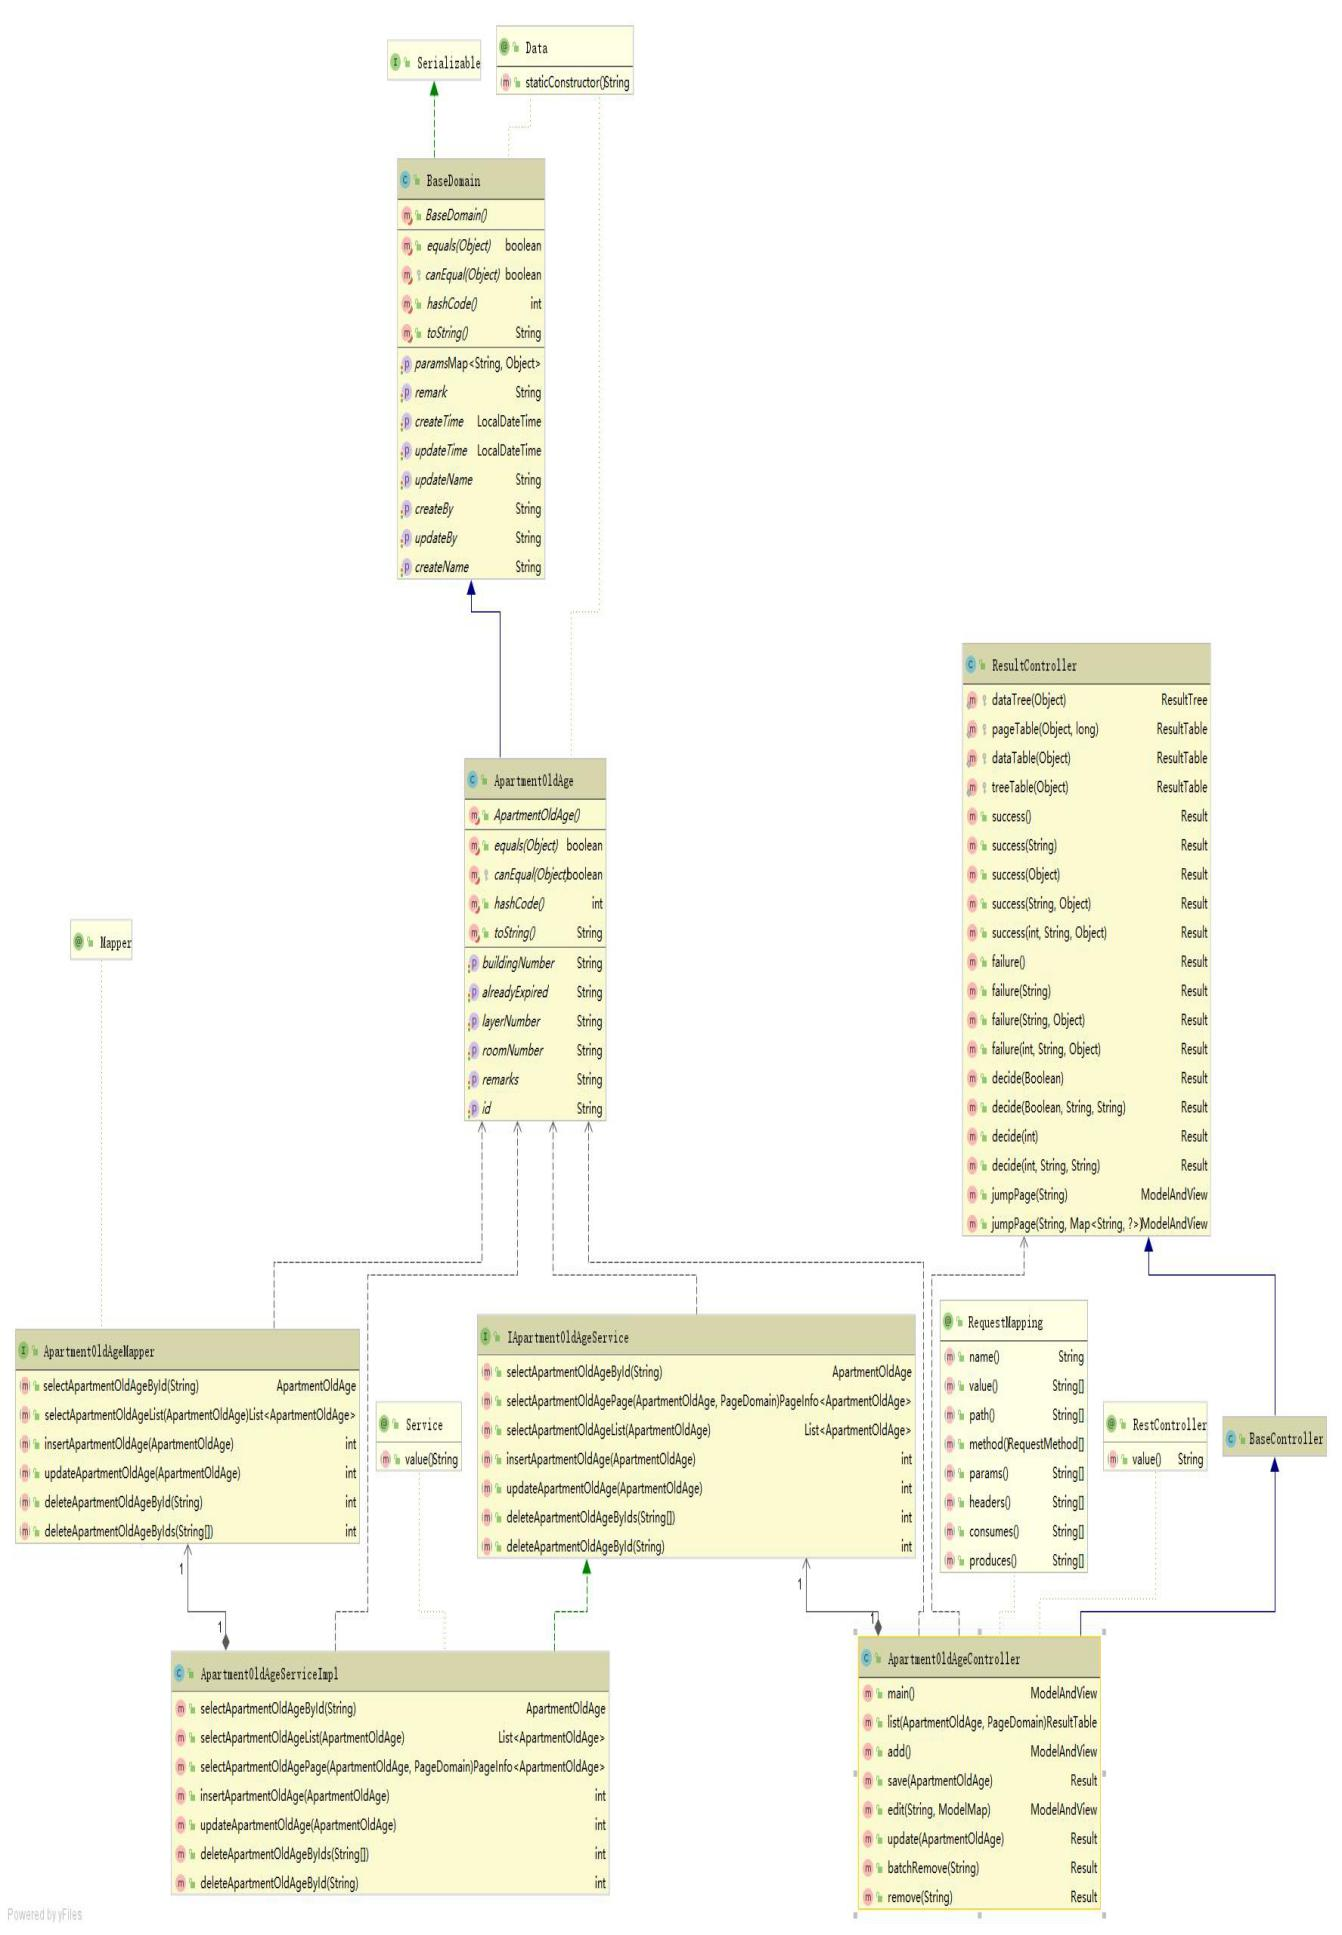 Serializable
Data
staticConstructor() String
BaseDomain
BaseDomain()
equals(Object) boolean
canEqual(Object) boolean
hashCode() int
toString() String
params Map<String, Object>
remark String
createTime LocalDateTime
updateTime LocalDateTime
updateName String
createBy String
updateBy String
createName String
ApartmentOldAge
ApartmentOldAge()
equals(Object) boolean
canEqual(Object) boolean
hashCode() int
toString() String
buildingNumber String
alreadyExpired String
layerNumber String
roomNumber String
remarks String
id String
ResultController
dataTree(Object) ResultTree
pageTable(Object, long) ResultTable
dataTable(Object) ResultTable
treeTable(Object) ResultTable
success() Result
success(String) Result
success(Object) Result
success(String, Object) Result
success(int, String, Object) Result
failure() Result
failure(String) Result
failure(String, Object) Result
failure(int, String, Object) Result
decide(Boolean) Result
decide(Boolean, String, String) Result
decide(int) Result
decide(int, String, String) Result
jumpPage(String) ModelAndView
jumpPage(String, Map<String, ?>) ModelAndView
Mapper
ApartmentOldAgeMapper
selectApartmentOldAgeById(String) ApartmentOldAge
selectApartmentOldAgeList(ApartmentOldAge) List<ApartmentOldAge>
insertApartmentOldAge(ApartmentOldAge) int
updateApartmentOldAge(ApartmentOldAge) int
deleteApartmentOldAgeById(String) int
deleteApartmentOldAgeByIds(String[]) int
Service
value() String
IApartmentOldAgeService
selectApartmentOldAgeById(String) ApartmentOldAge
selectApartmentOldAgePage(ApartmentOldAge, PageDomain) PageInfo<ApartmentOldAge>
selectApartmentOldAgeList(ApartmentOldAge) List<ApartmentOldAge>
insertApartmentOldAge(ApartmentOldAge) int
updateApartmentOldAge(ApartmentOldAge) int
deleteApartmentOldAgeByIds(String[]) int
deleteApartmentOldAgeById(String) int
RequestMapping
name() String
value() String[]
path() String[]
method() RequestMethod[]
params() String[]
headers() String[]
consumes() String[]
produces() String[]
RestController
value() String
BaseController
1
1
1
1
ApartmentOldAgeServiceImpl
selectApartmentOldAgeById(String) ApartmentOldAge
selectApartmentOldAgeList(ApartmentOldAge) List<ApartmentOldAge>
selectApartmentOldAgePage(ApartmentOldAge, PageDomain) PageInfo<ApartmentOldAge>
insertApartmentOldAge(ApartmentOldAge) int
updateApartmentOldAge(ApartmentOldAge) int
deleteApartmentOldAgeByIds(String[]) int
deleteApartmentOldAgeById(String) int
ApartmentOldAgeController
main() ModelAndView
list(ApartmentOldAge, PageDomain) ResultTable
add() ModelAndView
save(ApartmentOldAge) Result
edit(String, ModelMap) ModelAndView
update(ApartmentOldAge) Result
batchRemove(String) Result
remove(String) Result
Powered by yFiles